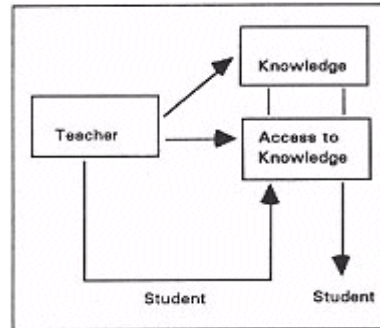 Knowledge
Teacher
Access to
Knowledge
Student
Student